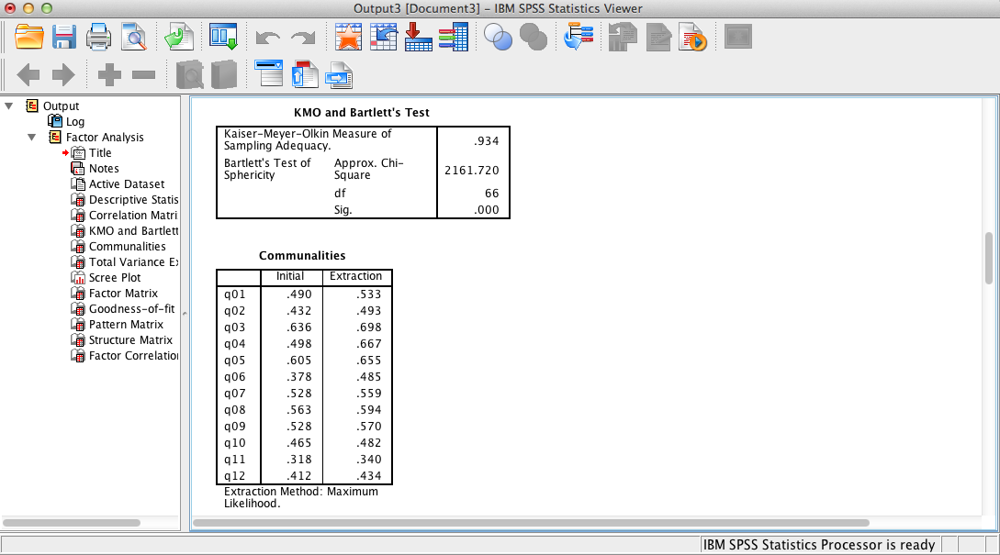 Output3 [Document3] – IBM SPSS Statistics Viewer
Output
Log
Factor Analysis
Title
Notes
Active Dataset
Descriptive Statis
Correlation Matri
KMO and Bartlett
Communalities
Total Variance Ex
Scree Plot
Factor Matrix
Goodness-of-fit
Pattern Matrix
Structure Matrix
Factor Correlation
KMO and Bartlett's Test
Kaiser-Meyer-Olkin Measure of
Sampling Adequacy. .934
Bartlett's Test of Approx. Chi-
Sphericity Square 2161.720
df 66
Sig. .000
Communalities
Initial Extraction
q01 .490 .533
q02 .432 .493
q03 .636 .698
q04 .498 .667
q05 .605 .655
q06 .378 .485
q07 .528 .559
q08 .563 .594
q09 .528 .570
q10 .465 .482
q11 .318 .340
q12 .412 .434
Extraction Method: Maximum
Likelihood.
IBM SPSS Statistics Processor is ready